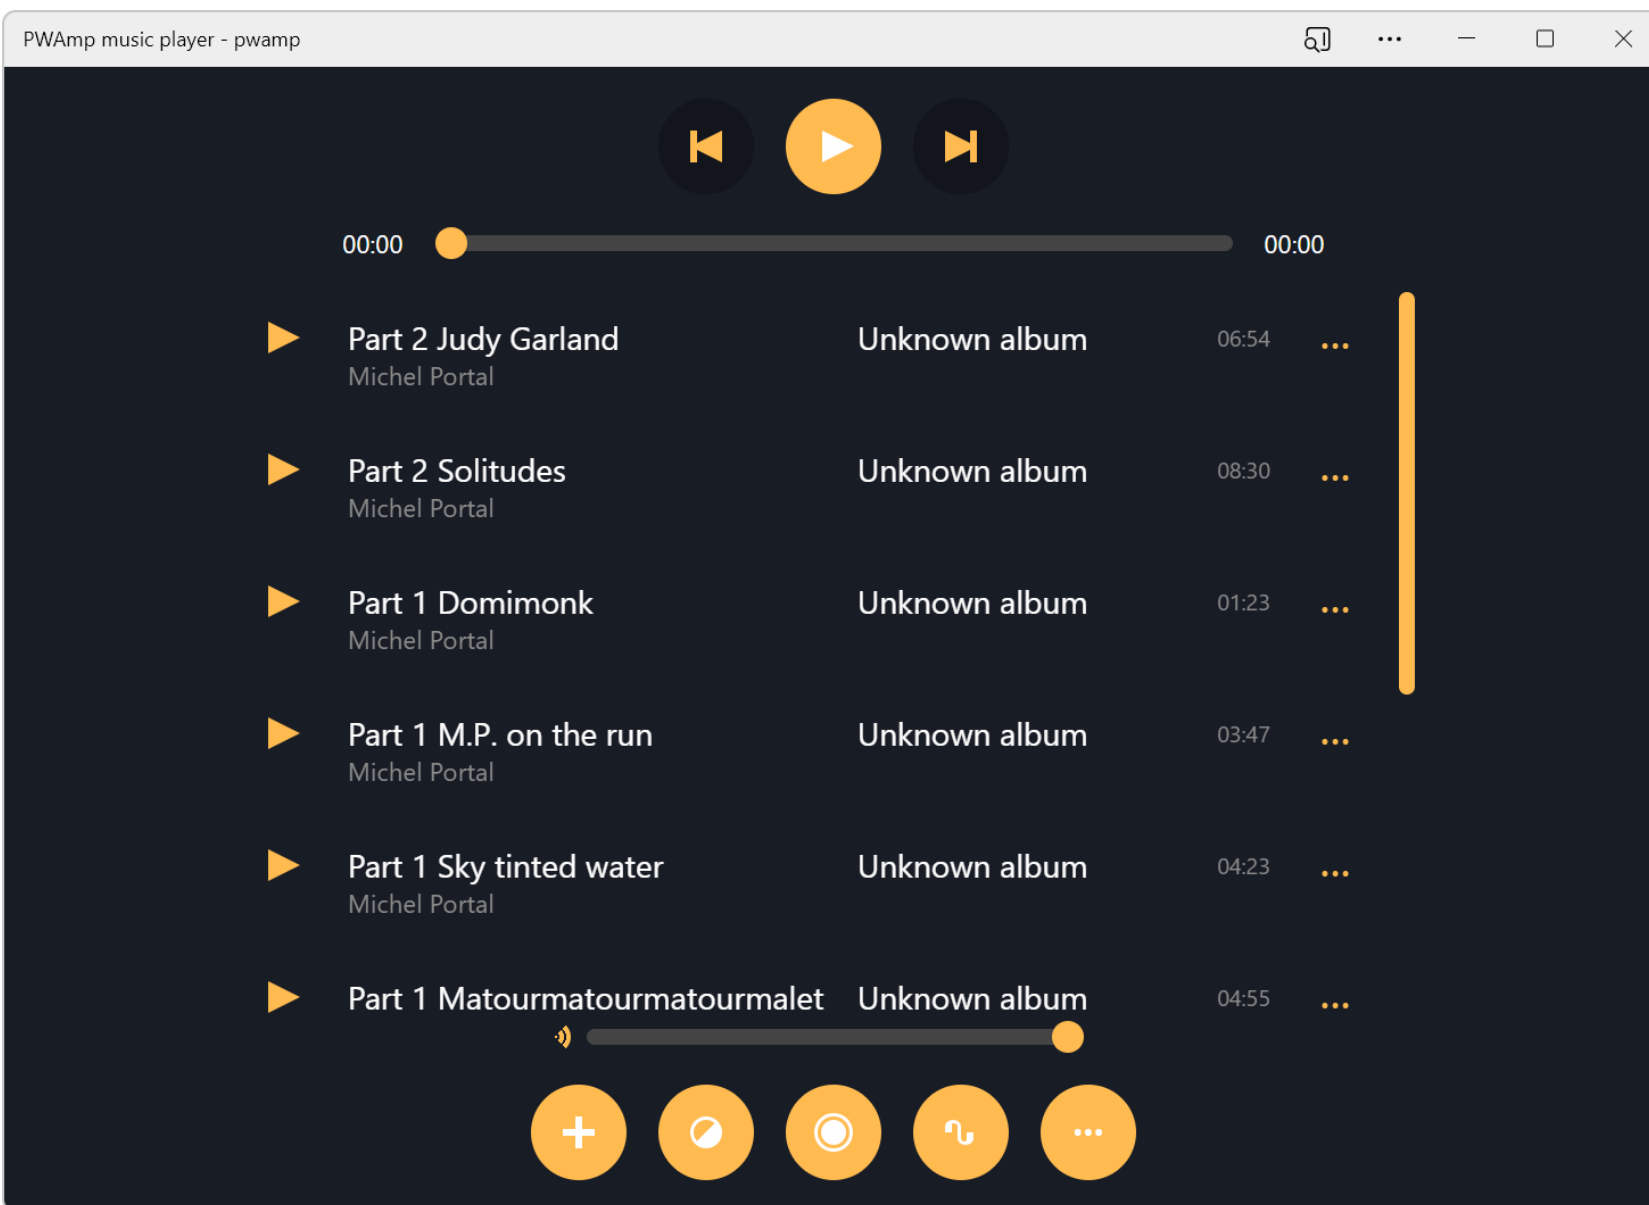 PWAmp music player - pwamp
00:00 00:00
Part 2 Judy Garland Unknown album 06:54
Michel Portal
Part 2 Solitudes Unknown album 08:30
Michel Portal
Part 1 Domimonk Unknown album 01:23
Michel Portal
Part 1 M.P. on the run Unknown album 03:47
Michel Portal
Part 1 Sky tinted water Unknown album 04:23
Michel Portal
Part 1 Matourmatourmatourmalet Unknown album 04:55